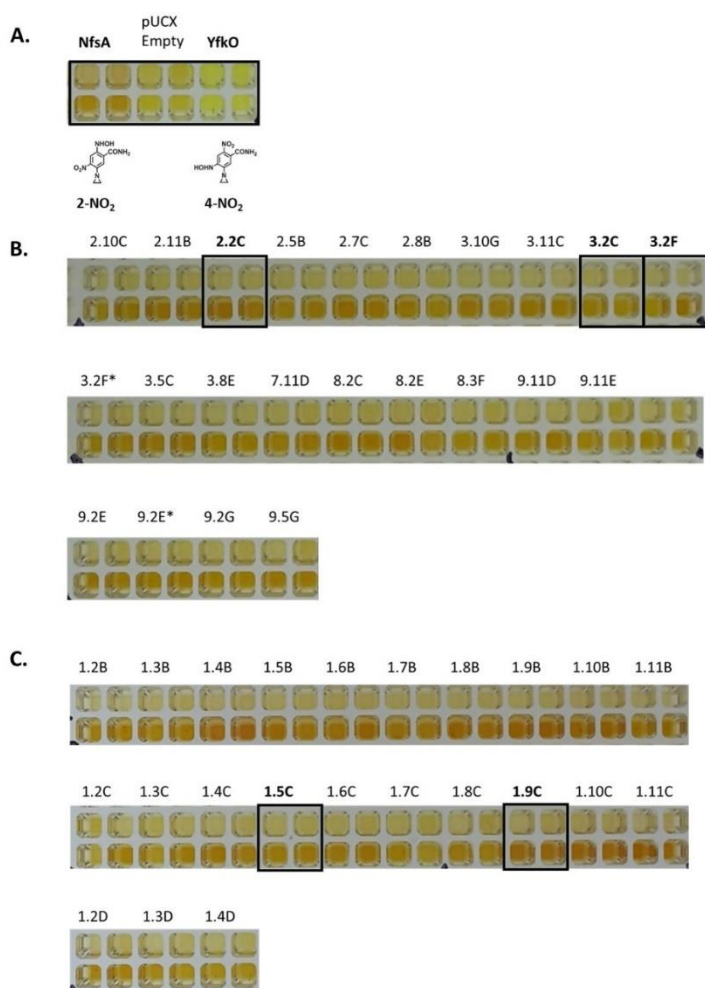 A.
NfsA pUCX Empty YfkO
NHOH CONH₂ O₂N N
NO₂ CONH₂ HOHN N
2-NO₂ 4-NO₂
B.
2.10C 2.11B 2.2C 2.5B 2.7C 2.8B 3.10G 3.11C 3.2C 3.2F
3.2F* 3.5C 3.8E 7.11D 8.2C 8.2E 8.3F 9.11D 9.11E
9.2E 9.2E* 9.2G 9.5G
C.
1.2B 1.3B 1.4B 1.5B 1.6B 1.7B 1.8B 1.9B 1.10B 1.11B
1.2C 1.3C 1.4C 1.5C 1.6C 1.7C 1.8C 1.9C 1.10C 1.11C
1.2D 1.3D 1.4D